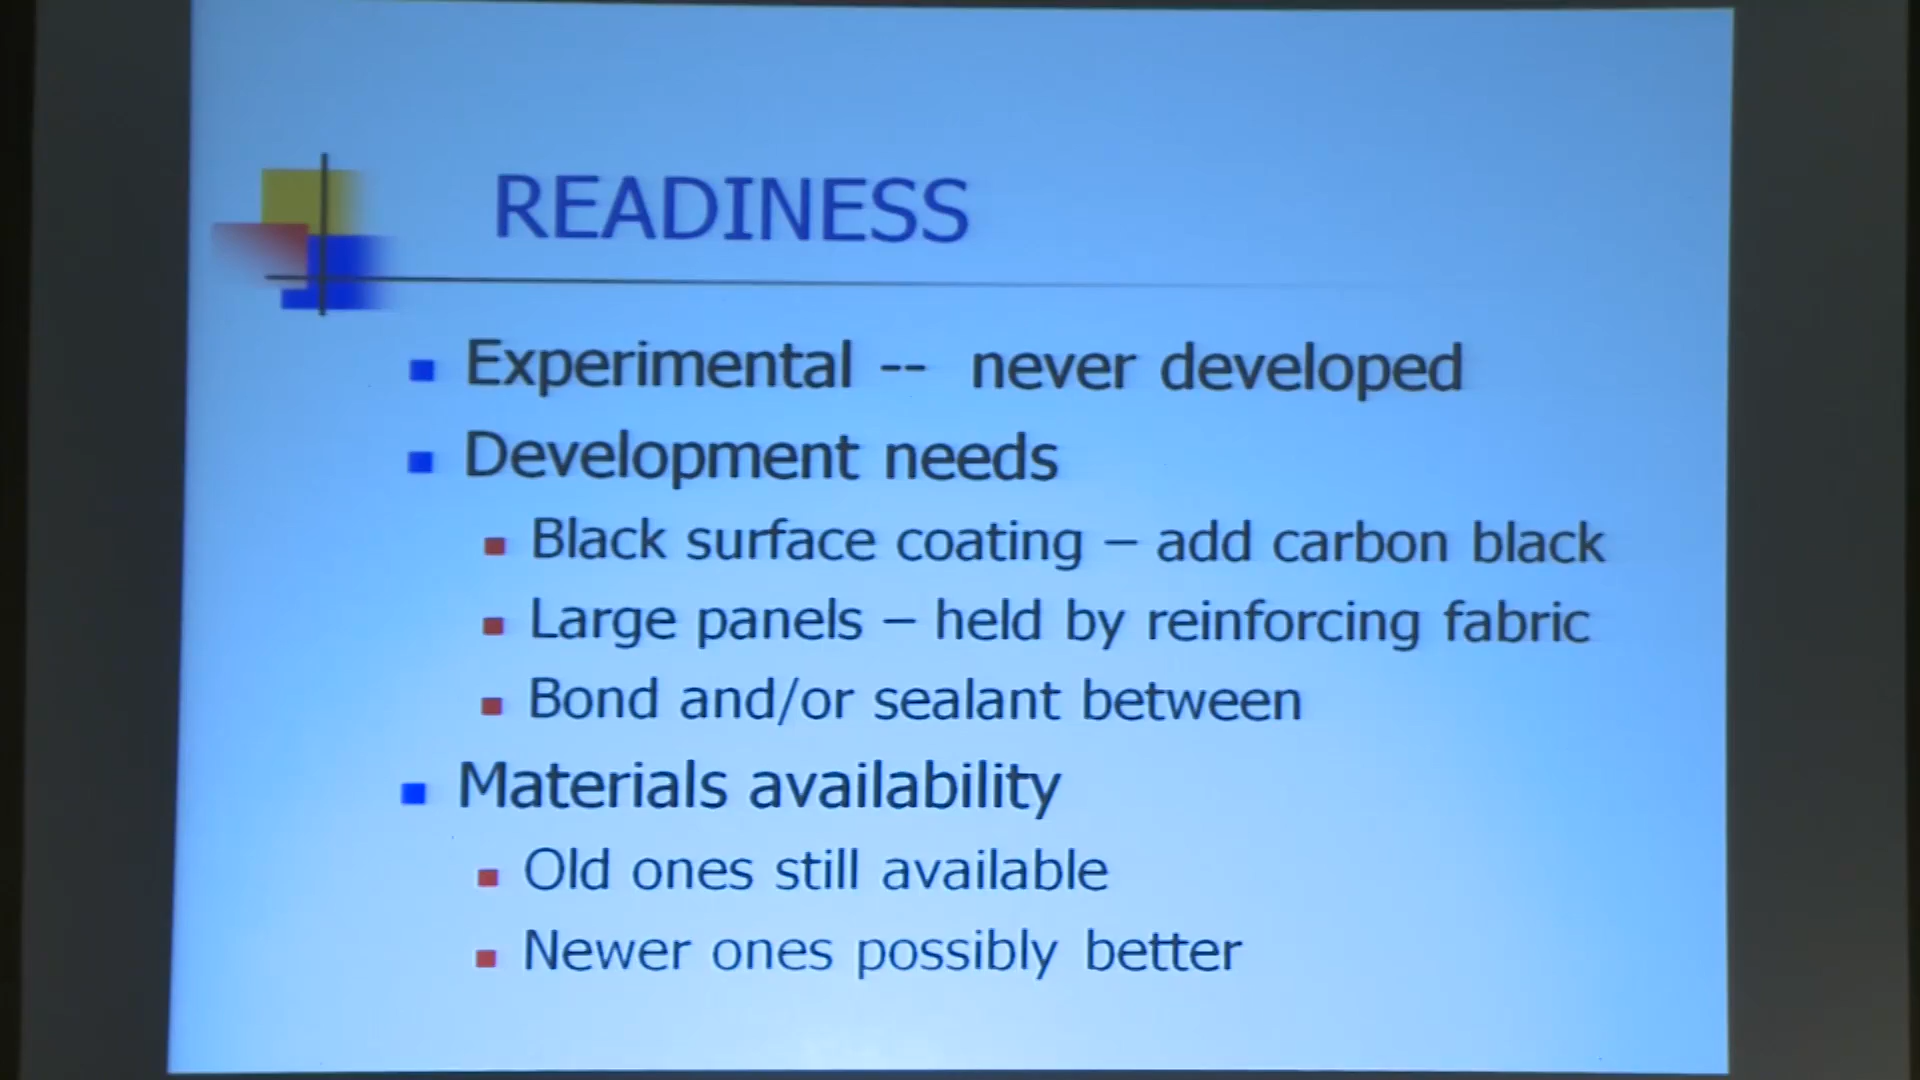 READINESS
Experimental -- never developed
Development needs
Black surface coating – add carbon black
Large panels – held by reinforcing fabric
Bond and/or sealant between
Materials availability
Old ones still available
Newer ones possibly better